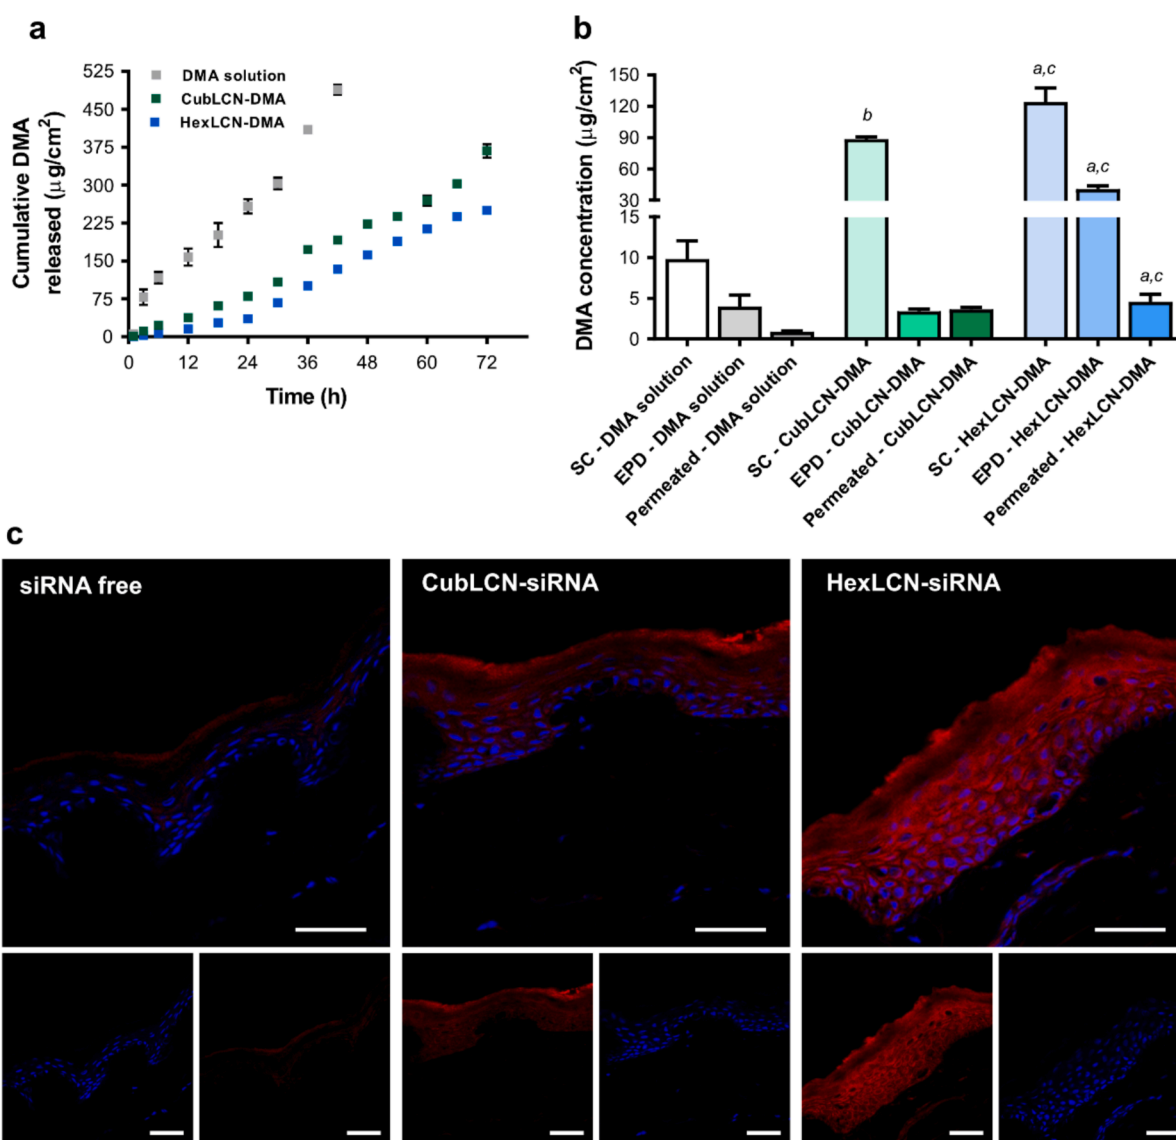 a
525
450
375
300
225
150
75
0
0
12
24
36
48
60
72
Cumulative DMA
released (μg/cm²)
Time (h)
DMA solution
CubLCN-DMA
HexLCN-DMA
b
150
120
90
60
30
15
10
5
0
DMA concentration (μg/cm²)
b
a,c
a,c
a,c
SC - DMA solution
EPD - DMA solution
Permeated - DMA solution
SC - CubLCN-DMA
EPD - CubLCN-DMA
Permeated - CubLCN-DMA
SC - HexLCN-DMA
EPD - HexLCN-DMA
Permeated - HexLCN-DMA
c
siRNA free
CubLCN-siRNA
HexLCN-siRNA